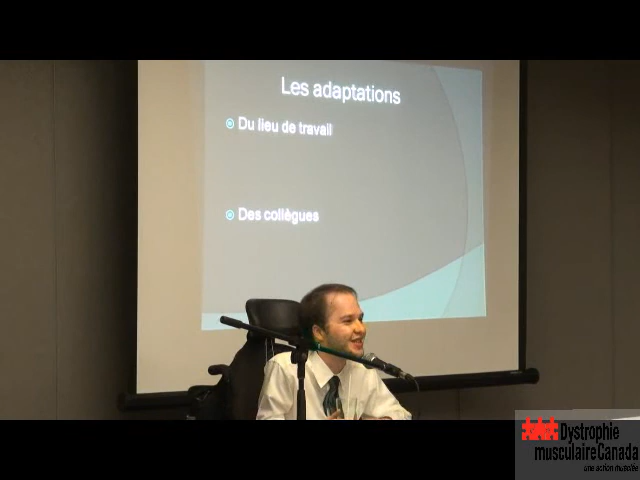 Les adaptations
Du lieu de travail
Des collègues
Dystrophie
musculaire Canada
une action musclée